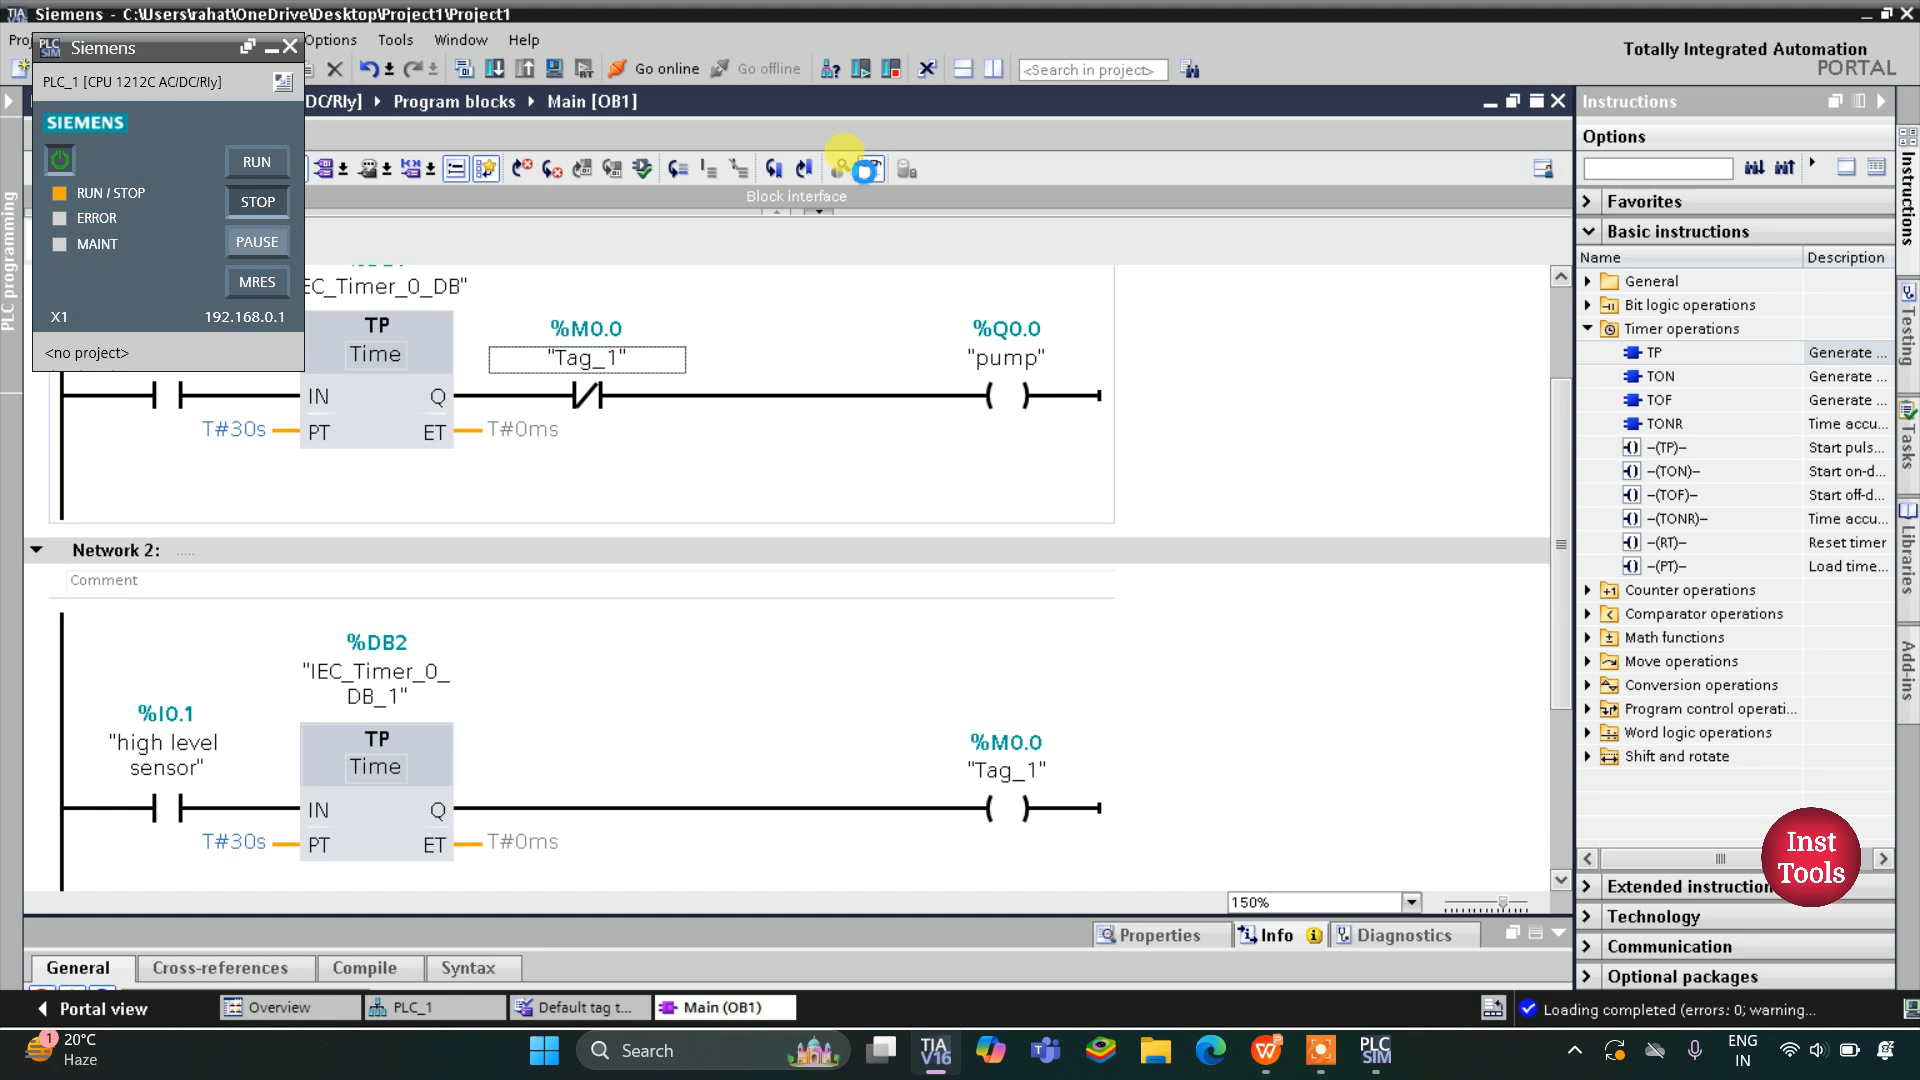 Siemens - C:\Users\rahat\OneDrive\Desktop\Project1\Project1
Options Tools Window Help
Go online Go offline <Search in project>
Totally Integrated Automation
PORTAL
PLC SIM Siemens
PLC_1 [CPU 1212C AC/DC/Rly]
SIEMENS
RUN
RUN / STOP
STOP
ERROR
PAUSE
MAINT
MRES
X1 192.168.0.1
<no project>
DC/Rly] Program blocks Main [OB1]
Block interface
PLC programming
EC_Timer_0_DB"
TP
Time
%M0.0
"Tag_1"
%Q0.0
"pump"
IN Q
T#30s PT ET T#0ms
Network 2: .....
Comment
%DB2
"IEC_Timer_0_
DB_1"
%I0.1
"high level
sensor"
TP
Time
%M0.0
"Tag_1"
IN Q
T#30s PT ET T#0ms
150%
Properties Info Diagnostics
General Cross-references Compile Syntax
Instructions
Options
Favorites
Basic instructions
Name Description
General
Bit logic operations
Timer operations
TP Generate ...
TON Generate ...
TOF Generate ...
TONR Time accu...
–(TP)– Start puls...
–(TON)– Start on-d...
–(TOF)– Start off-d...
–(TONR)– Time accu...
–(RT)– Reset timer
–(PT)– Load time...
Counter operations
Comparator operations
Math functions
Move operations
Conversion operations
Program control operati...
Word logic operations
Shift and rotate
Inst
Tools
Extended instruction
Technology
Communication
Optional packages
Instructions
Testing
Tasks
Libraries
Add-ins
Portal view Overview PLC_1 Default tag t... Main (OB1) Loading completed (errors: 0; warning...
1
20°C
Haze
Search
TIA
V16
PLC
SIM
ENG
IN